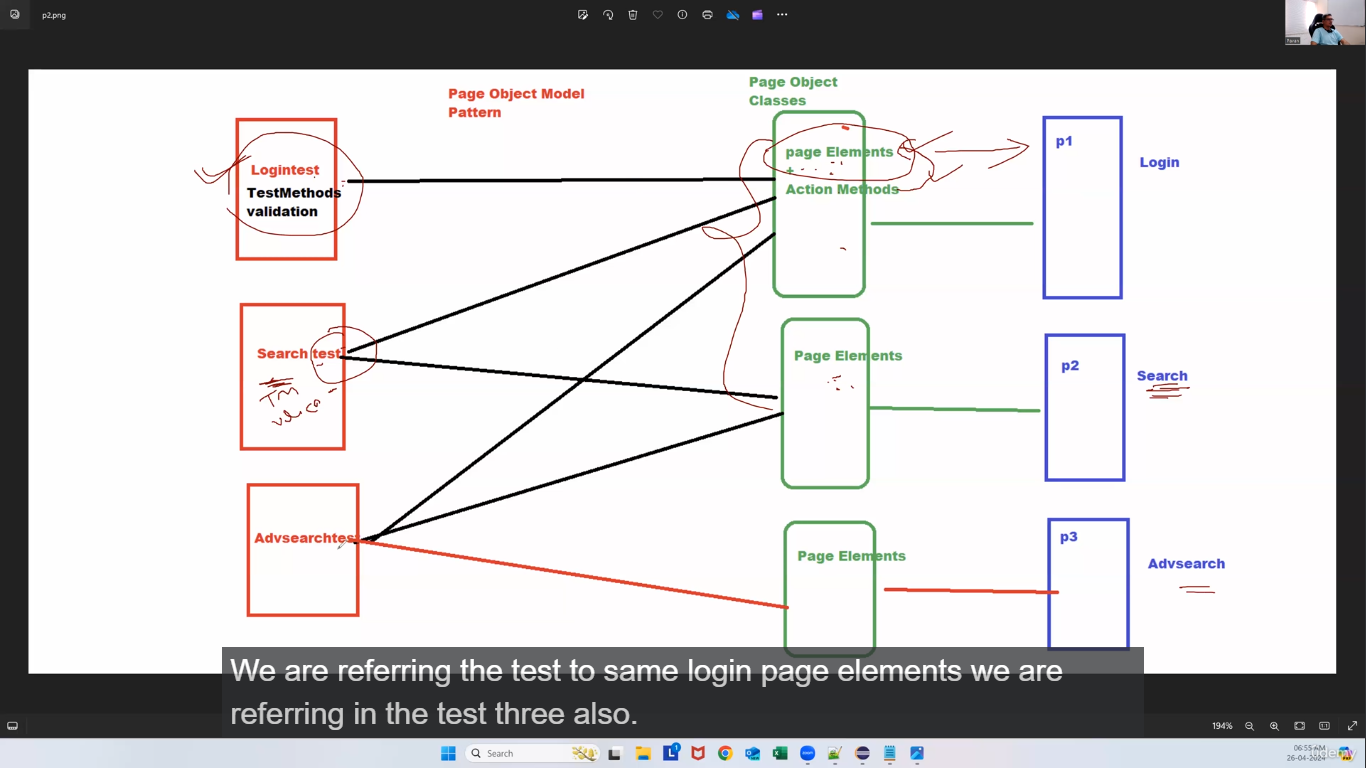 p2.png
Page Object Model
Pattern
Page Object
Classes
Logintest
TestMethods
validation
page Elements
+
Action Methods
p1
Login
Search test
TM
Page Elements
p2
Search
Advsearchtest
Page Elements
p3
Advsearch
We are referring the test to same login page elements we are
referring in the test three also.
194%
Search
06:55 AM
26-04-2024
udemy